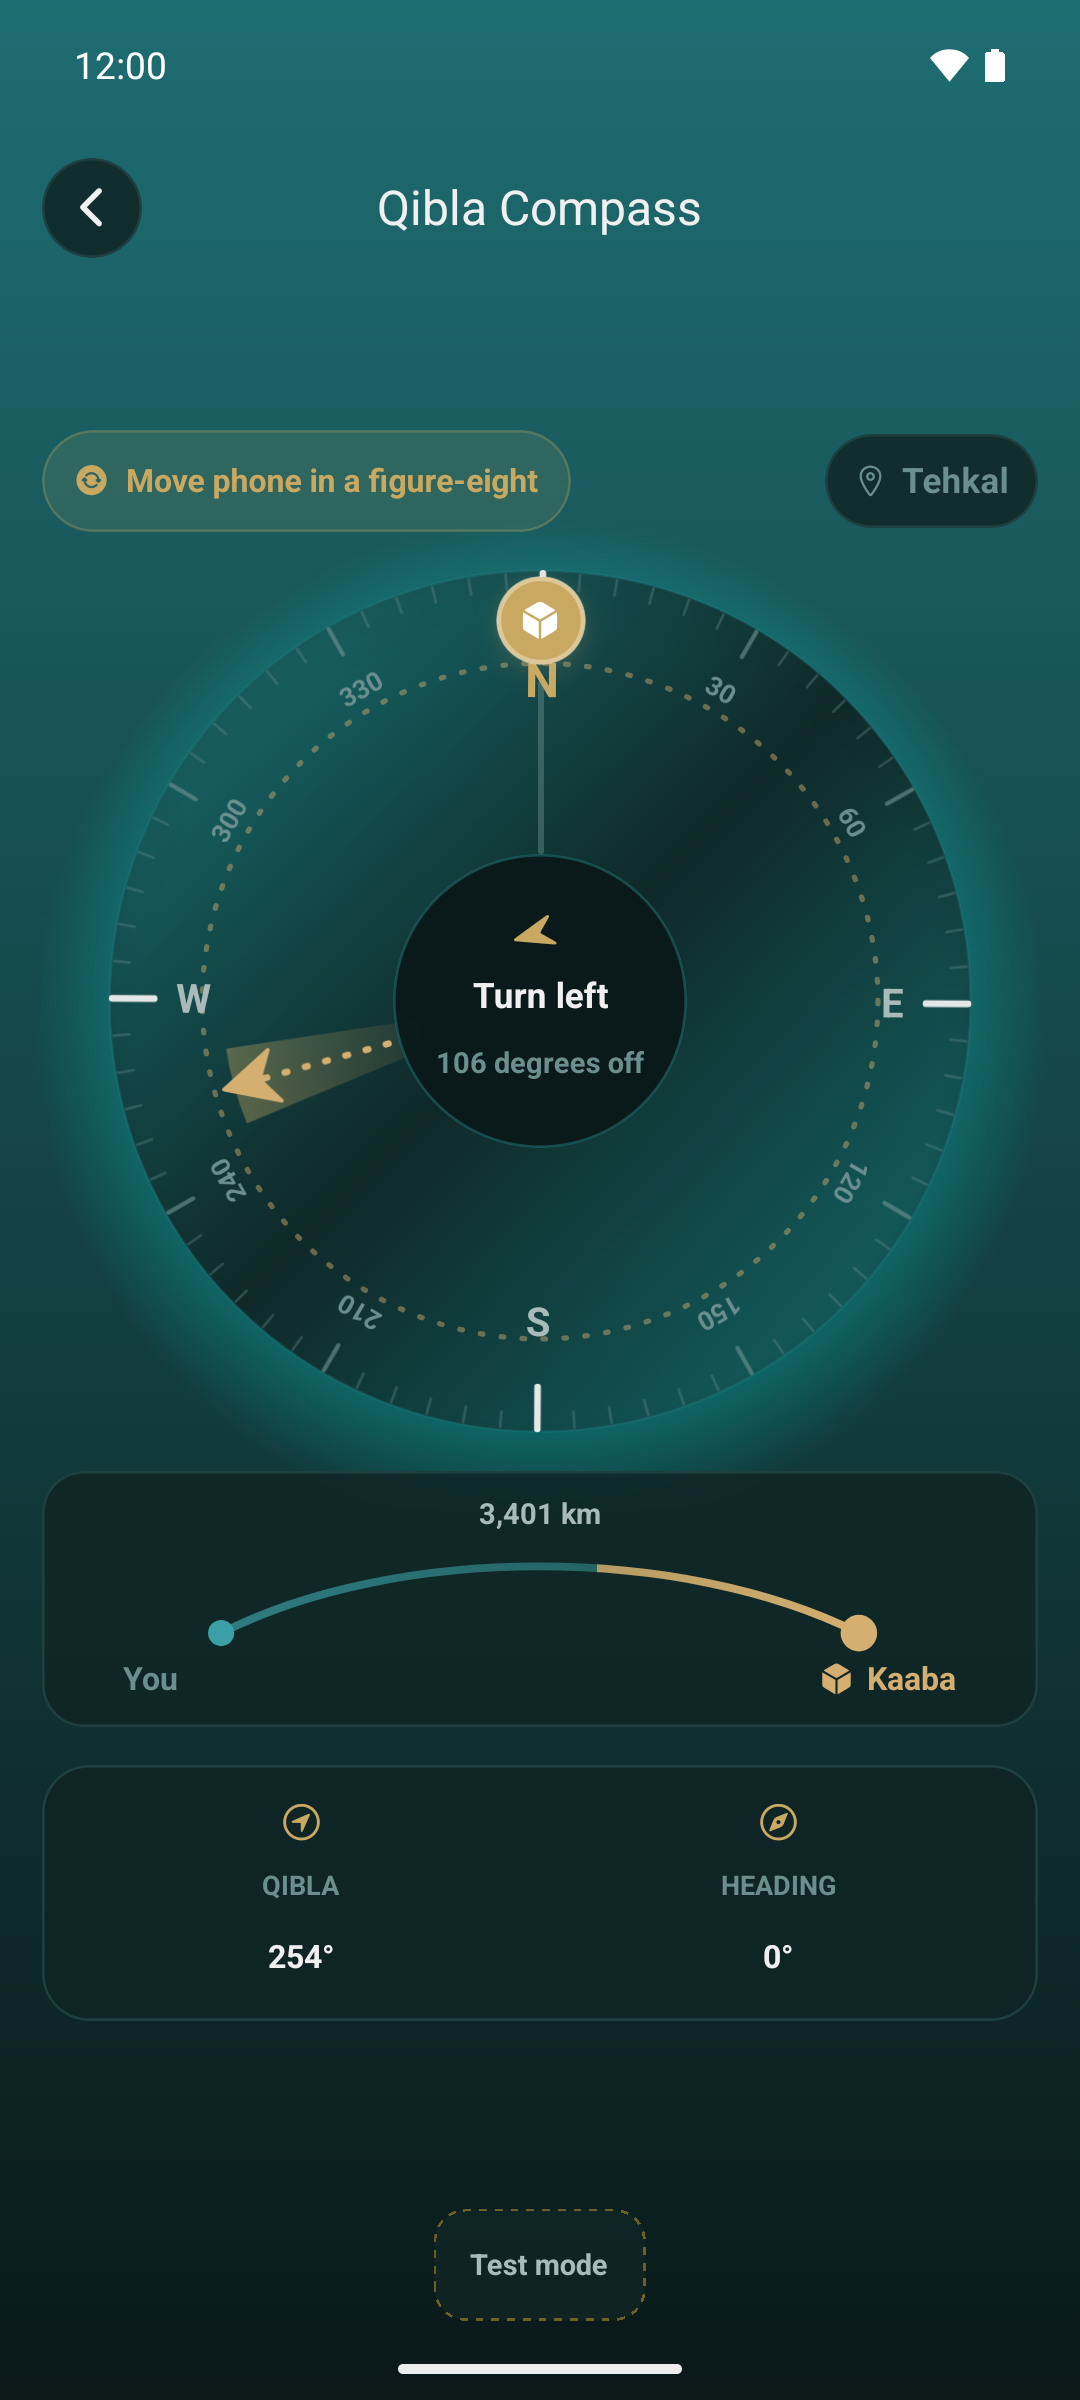 12:00
Qibla Compass
Move phone in a figure-eight
Tehkal
N
330
30
300
60
W
E
Turn left
106 degrees off
240
120
210
150
S
3,401 km
You
Kaaba
QIBLA
HEADING
254°
0°
Test mode